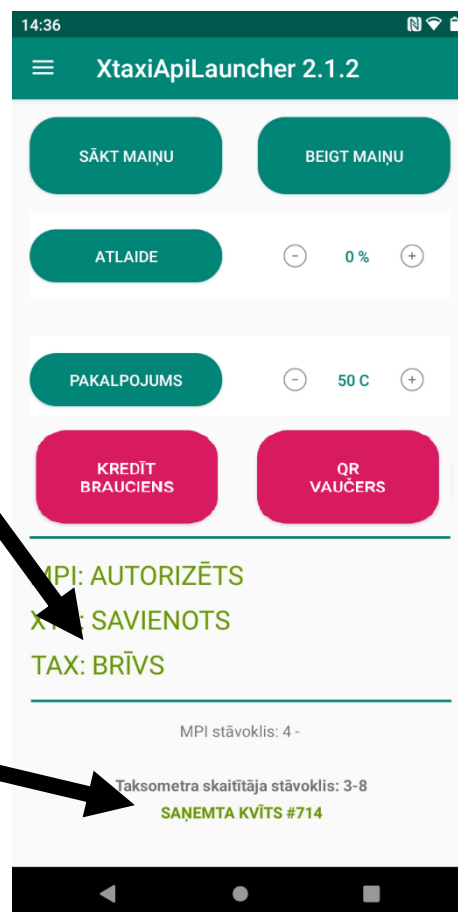 14:36
XtaxiApiLauncher 2.1.2
SĀKT MAIŅU
BEIGT MAIŅU
ATLAIDE
0 %
PAKALPOJUMS
50 C
KREDĪT
BRAUCIENS
QR
VAUČERS
MPI: AUTORIZĒTS
SAVIENOTS
TAX: BRĪVS
MPI stāvoklis: 4 -
Taksometra skaitītāja stāvoklis: 3-8
SAŅEMTA KVĪTS #714